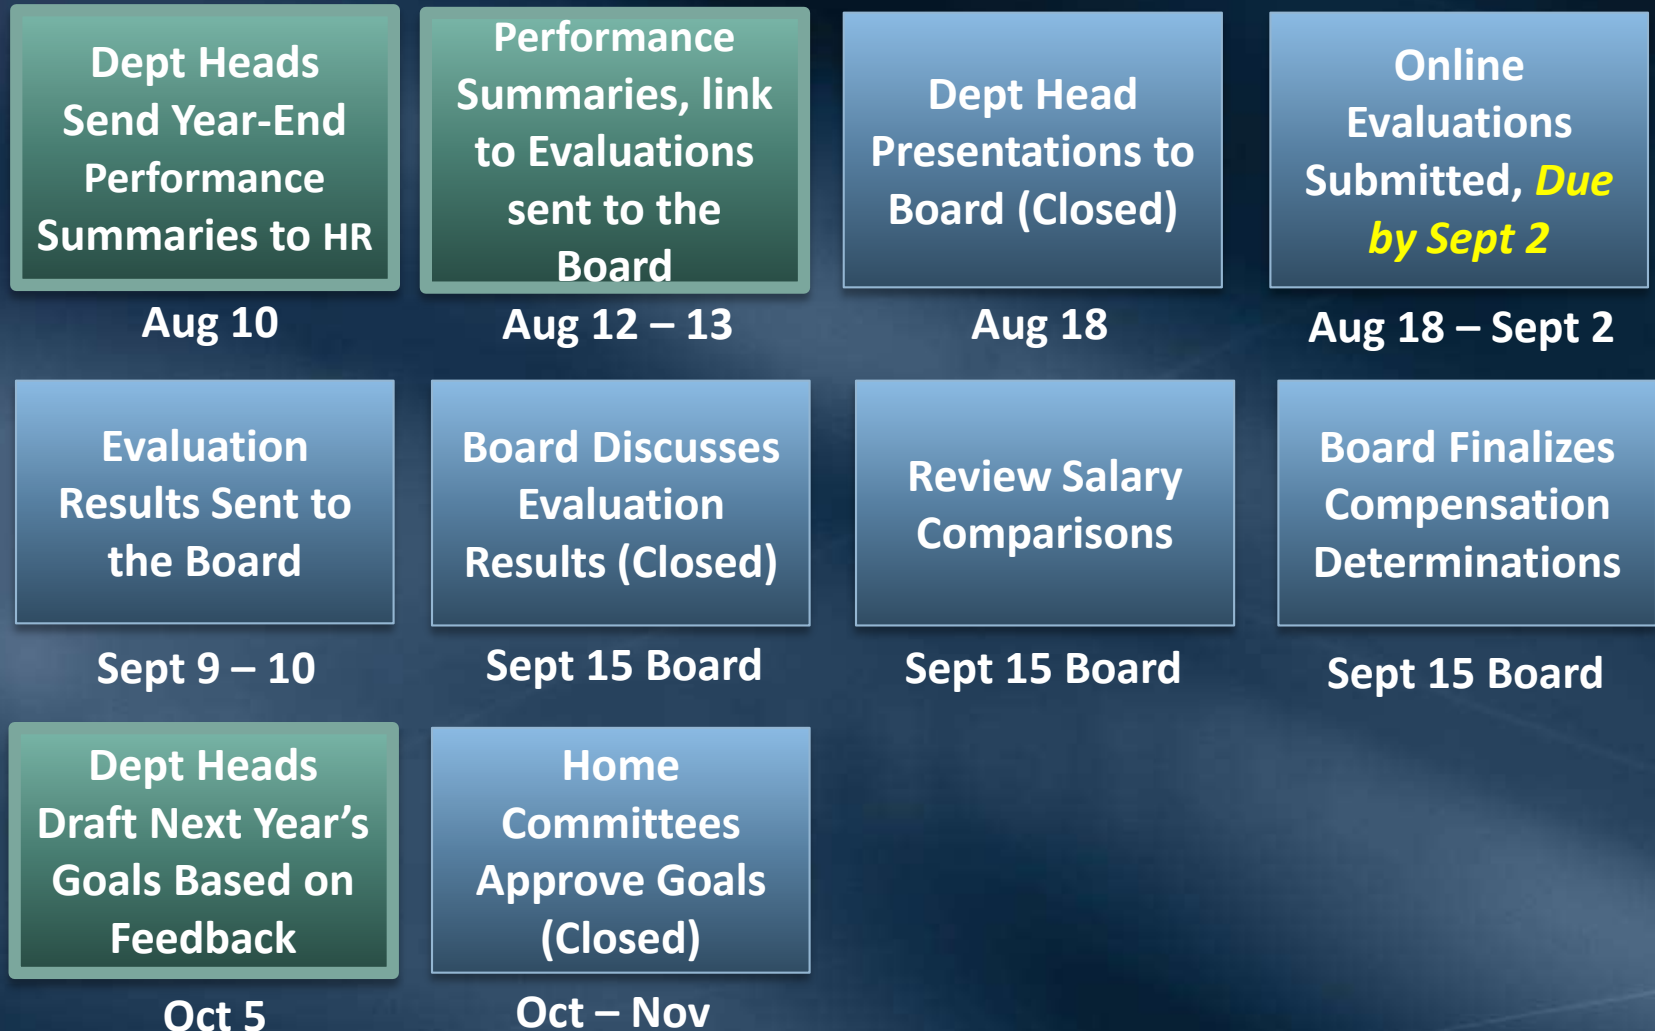 Dept Heads
Send Year-End
Performance
Summaries to HR
Aug 10
Performance
Summaries, link
to Evaluations
sent to the
Board
Aug 12 – 13
Dept Head
Presentations to
Board (Closed)
Aug 18
Online
Evaluations
Submitted, Due
by Sept 2
Aug 18 – Sept 2
Evaluation
Results Sent to
the Board
Sept 9 – 10
Board Discusses
Evaluation
Results (Closed)
Sept 15 Board
Review Salary
Comparisons
Sept 15 Board
Board Finalizes
Compensation
Determinations
Sept 15 Board
Dept Heads
Draft Next Year’s
Goals Based on
Feedback
Oct 5
Home
Committees
Approve Goals
(Closed)
Oct – Nov